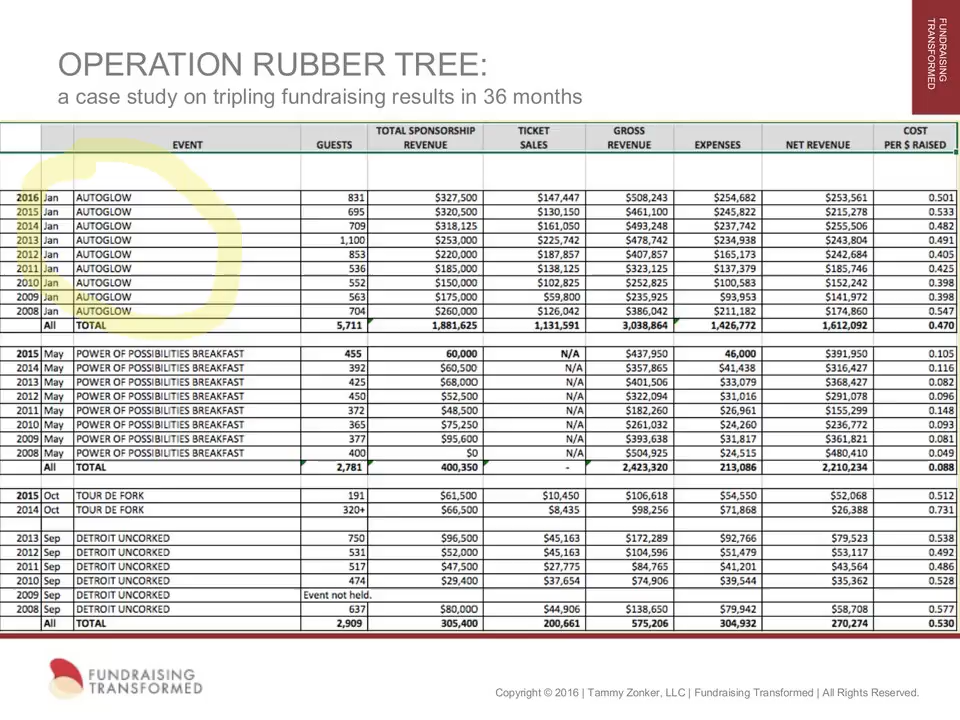 FUNDRAISING
TRANSFORMED
OPERATION RUBBER TREE:
a case study on tripling fundraising results in 36 months
EVENT GUESTS TOTAL SPONSORSHIP REVENUE TICKET SALES GROSS REVENUE EXPENSES NET REVENUE COST PER $ RAISED
2016 Jan AUTOGLOW 831 $327,500 $147,447 $508,243 $254,682 $253,561 0.501
2015 Jan AUTOGLOW 695 $320,500 $130,150 $461,100 $245,822 $215,278 0.533
2014 Jan AUTOGLOW 709 $318,125 $161,050 $493,248 $237,742 $255,506 0.482
2013 Jan AUTOGLOW 1,100 $253,000 $225,742 $478,742 $234,938 $243,804 0.491
2012 Jan AUTOGLOW 853 $220,000 $187,857 $407,857 $165,173 $242,684 0.405
2011 Jan AUTOGLOW 536 $185,000 $138,125 $323,125 $137,379 $185,746 0.425
2010 Jan AUTOGLOW 552 $150,000 $102,825 $252,825 $100,583 $152,242 0.398
2009 Jan AUTOGLOW 563 $175,000 $59,800 $235,925 $93,953 $141,972 0.398
2008 Jan AUTOGLOW 704 $260,000 $126,042 $386,042 $211,182 $174,860 0.547
All TOTAL 5,711 1,881,625 1,131,591 3,038,864 1,426,772 1,612,092 0.470
2015 May POWER OF POSSIBILITIES BREAKFAST 455 60,000 N/A $437,950 46,000 $391,950 0.105
2014 May POWER OF POSSIBILITIES BREAKFAST 392 $60,500 N/A $357,865 $41,438 $316,427 0.116
2013 May POWER OF POSSIBILITIES BREAKFAST 425 $68,000 N/A $401,506 $33,079 $368,427 0.082
2012 May POWER OF POSSIBILITIES BREAKFAST 450 $52,500 N/A $322,094 $31,016 $291,078 0.096
2011 May POWER OF POSSIBILITIES BREAKFAST 372 $48,500 N/A $182,260 $26,961 $155,299 0.148
2010 May POWER OF POSSIBILITIES BREAKFAST 365 $75,250 N/A $261,032 $24,260 $236,772 0.093
2009 May POWER OF POSSIBILITIES BREAKFAST 377 $95,600 N/A $393,638 $31,817 $361,821 0.081
2008 May POWER OF POSSIBILITIES BREAKFAST 400 $0 N/A $504,925 $24,515 $480,410 0.049
All TOTAL 2,781 400,350 - 2,423,320 213,086 2,210,234 0.088
2015 Oct TOUR DE FORK 191 $61,500 $10,450 $106,618 $54,550 $52,068 0.512
2014 Oct TOUR DE FORK 320+ $66,500 $8,435 $98,256 $71,868 $26,388 0.731
2013 Sep DETROIT UNCORKED 750 $96,500 $45,163 $172,289 $92,766 $79,523 0.538
2012 Sep DETROIT UNCORKED 531 $52,000 $45,163 $104,596 $51,479 $53,117 0.492
2011 Sep DETROIT UNCORKED 517 $47,500 $27,775 $84,765 $41,201 $43,564 0.486
2010 Sep DETROIT UNCORKED 474 $29,400 $37,654 $74,906 $39,544 $35,362 0.528
2009 Sep DETROIT UNCORKED Event not held.
2008 Sep DETROIT UNCORKED 637 $80,000 $44,906 $138,650 $79,942 $58,708 0.577
All TOTAL 2,909 305,400 200,661 575,206 304,932 270,274 0.530
FUNDRAISING
TRANSFORMED
Copyright © 2016 | Tammy Zonker, LLC | Fundraising Transformed | All Rights Reserved.